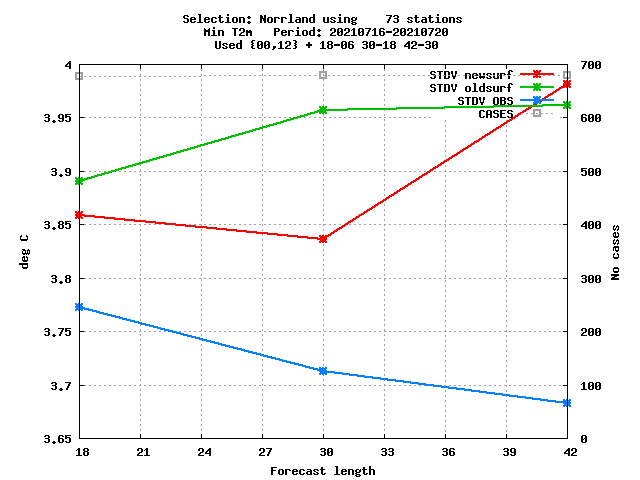 Selection: Norrland using    73 stations
Min T2m   Period: 20210716-20210720
Used {00,12} + 18-06 30-18 42-30
4
3.95
3.9
3.85
3.8
3.75
3.7
3.65
deg C
STDV newsurf
STDV oldsurf
STDV OBS
CASES
700
600
500
400
300
200
100
0
No cases
18 21 24 27 30 33 36 39 42
Forecast length